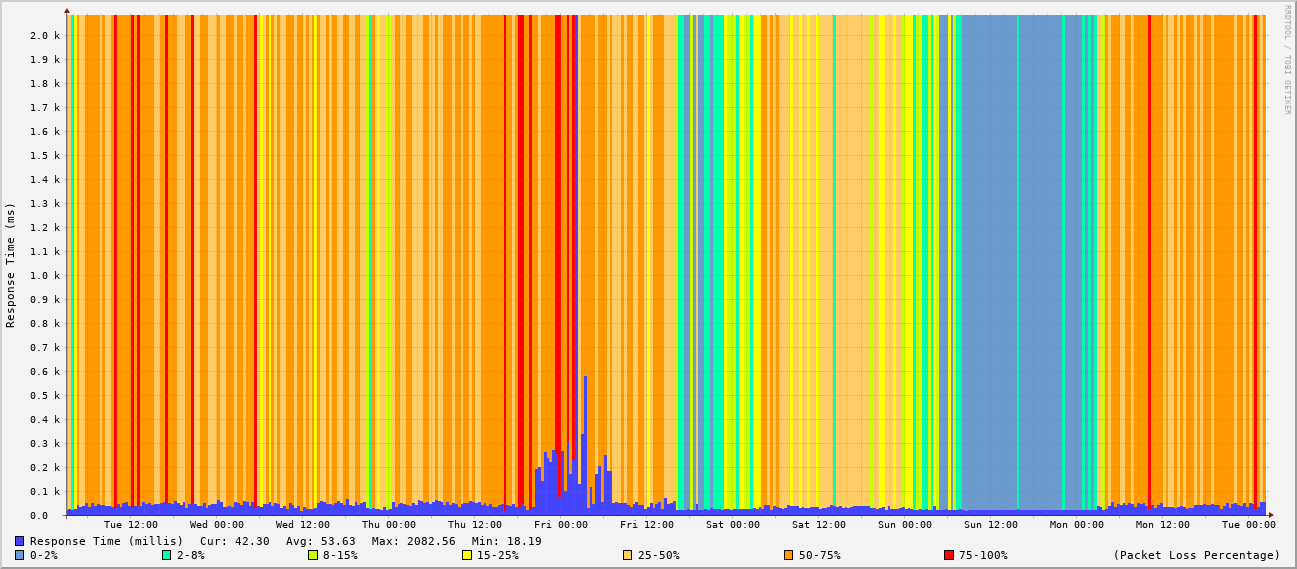 2.0 k
1.9 k
1.8 k
1.7 k
1.6 k
1.5 k
1.4 k
1.3 k
1.2 k
1.1 k
1.0 k
0.9 k
0.8 k
0.7 k
0.6 k
0.5 k
0.4 k
0.3 k
0.2 k
0.1 k
0.0
Response Time (ms)
RRDTOOL / TOBI OETIKER
Tue 12:00 Wed 00:00 Wed 12:00 Thu 00:00 Thu 12:00 Fri 00:00 Fri 12:00 Sat 00:00 Sat 12:00 Sun 00:00 Sun 12:00 Mon 00:00 Mon 12:00 Tue 00:00
Response Time (millis) Cur: 42.30 Avg: 53.63 Max: 2082.56 Min: 18.19
0-2% 2-8% 8-15% 15-25% 25-50% 50-75% 75-100% (Packet Loss Percentage)